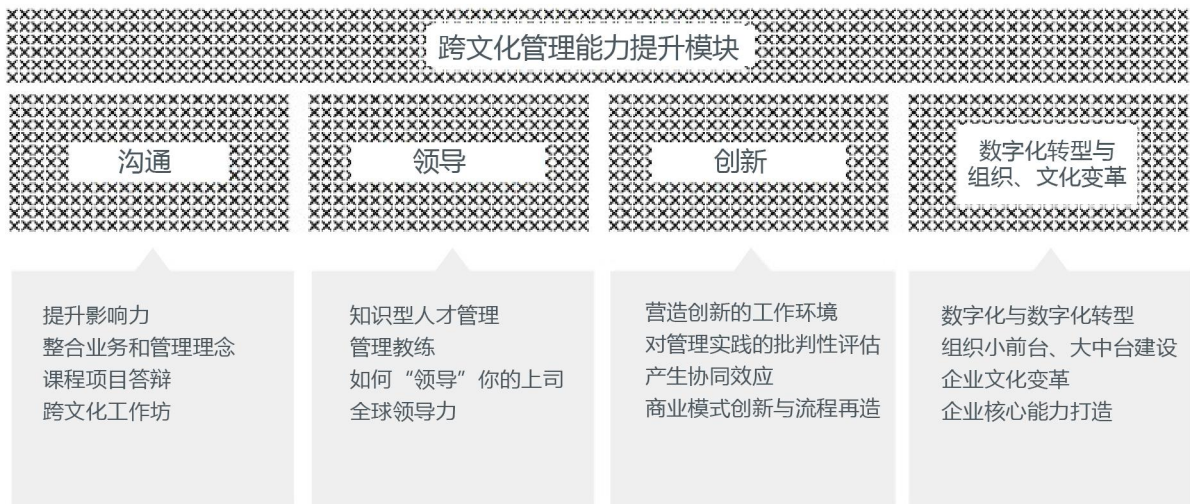 跨文化管理能力提升模块
沟通
提升影响力
整合业务和管理理念
课程项目答辩
跨文化工作坊
领导
知识型人才管理
管理教练
如何“领导”你的上司
全球领导力
创新
营造创新的工作环境
对管理实践的批判性评估
产生协同效应
商业模式创新与流程再造
数字化转型与
组织、文化变革
数字化与数字化转型
组织小前台、大中台建设
企业文化变革
企业核心能力打造